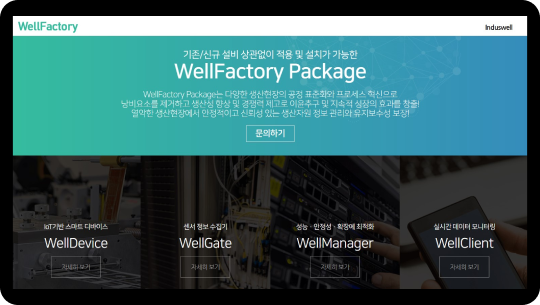 WellFactory
Induswell
기존/신규 설비 상관없이 적용 및 설치가 가능한
WellFactory Package
WellFactory Package는 다양한 생산현장의 공정 표준화와 프로세스 혁신으로
낭비요소를 제거하고 생산성 향상 및 경쟁력 제고로 이윤추구 및 지속적 성장의 효과를 창출!
열악한 생산현장에서 안정적이고 신뢰성 있는 생산자원 정보 관리와 유지보수성 보장!
문의하기
IoT기반 스마트 디바이스
WellDevice
자세히 보기
센서 정보 수집기
WellGate
자세히 보기
성능 · 안정성 · 확장에 최적화
WellManager
자세히 보기
실시간 데이터 모니터링
WellClient
자세히 보기